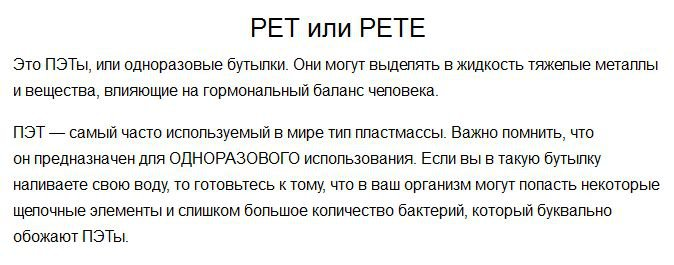 PET или PETE
Это ПЭТы, или одноразовые бутылки. Они могут выделять в жидкость тяжелые металлы
и вещества, влияющие на гормональный баланс человека.
ПЭТ — самый часто используемый в мире тип пластмассы. Важно помнить, что
он предназначен для ОДНОРАЗОВОГО использования. Если вы в такую бутылку
наливаете свою воду, то готовьтесь к тому, что в ваш организм могут попасть некоторые
щелочные элементы и слишком большое количество бактерий, который буквально
обожают ПЭТы.